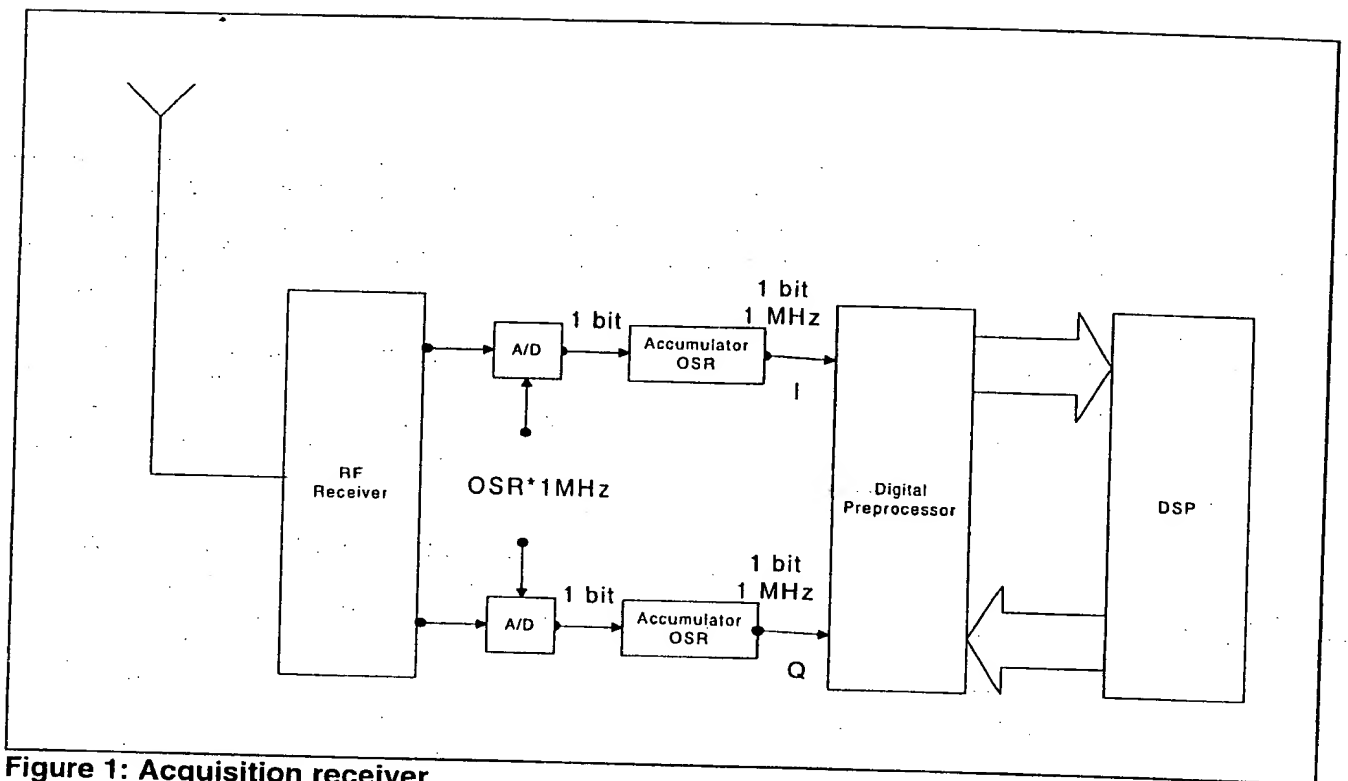 1 bit
1 MHz
1 bit
A/D
Accumulator
OSR
I
RF
Receiver
OSR*1MHz
Digital
Preprocessor
DSP
1 bit
1 MHz
1 bit
A/D
Accumulator
OSR
Q
Figure 1: Acquisition receiver